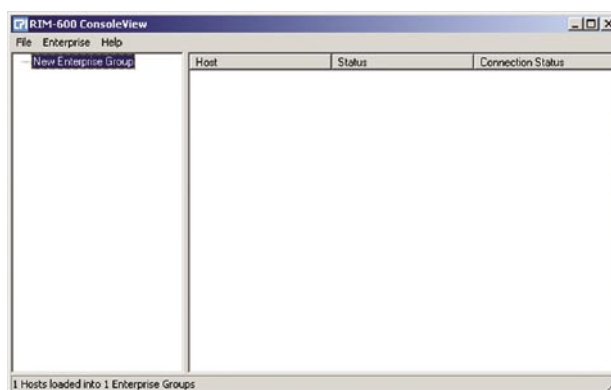 RIM-600 ConsoleView
File Enterprise Help
New Enterprise Group
Host Status Connection Status
1 Hosts loaded into 1 Enterprise Groups